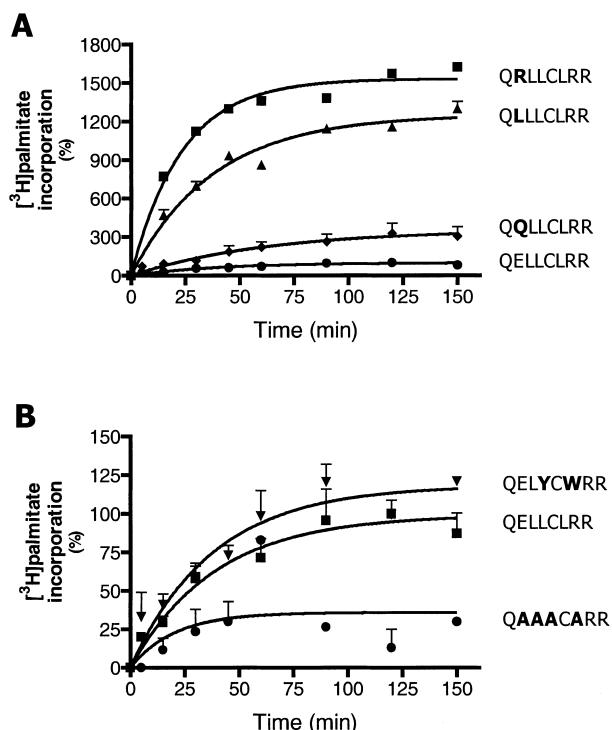 A
1800
1500
1200
900
600
300
0
[³H]palmitate
incorporation
(%)
QRLLCLRR
QLLLCLRR
QQLLCLRR
QELLCLRR
0 25 50 75 100 125 150
Time (min)
B
150
125
100
75
50
25
0
[³H]palmitate
incorporation
(%)
QELYCWRR
QELLCLRR
QAAACARR
0 25 50 75 100 125 150
Time (min)